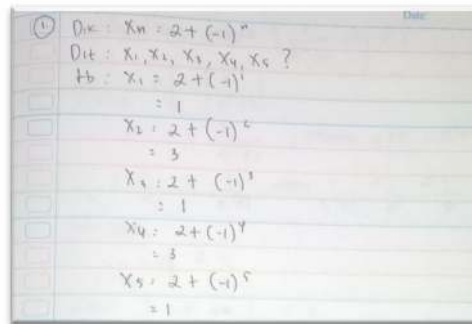 Date:
① Dik : Xn = 2 + (-1)ⁿ
Dit : X₁, X₂, X₃, X₄, X₅ ?
Jb : X₁ = 2 + (-1)¹
= 1
X₂ = 2 + (-1)²
= 3
X₃ = 2 + (-1)³
= 1
X₄ = 2 + (-1)⁴
= 3
X₅ = 2 + (-1)⁵
= 1